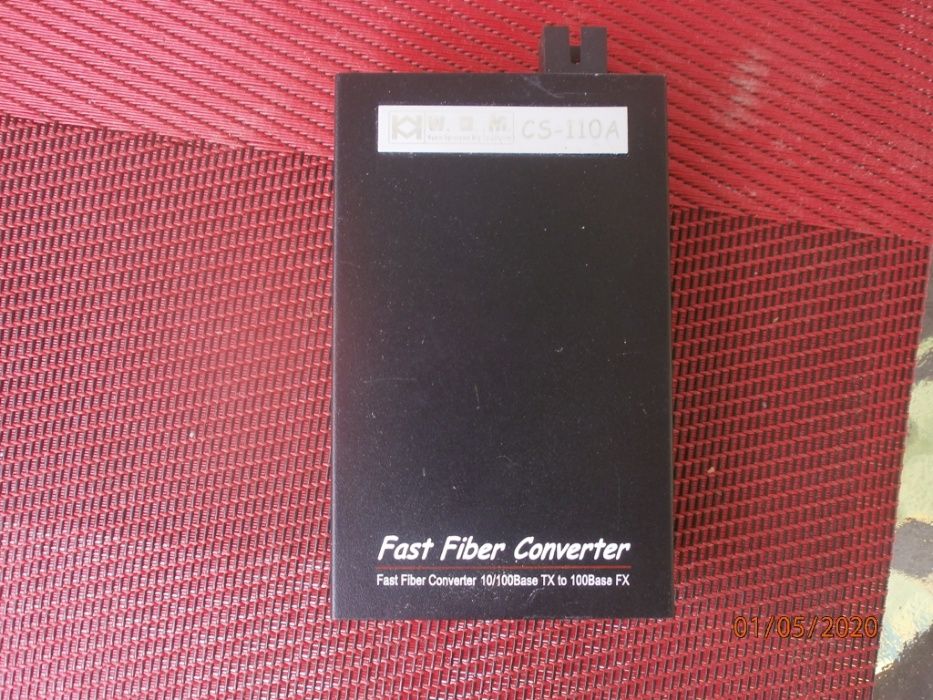 CS-110A
Fast Fiber Converter
Fast Fiber Converter 10/100Base TX to 100Base FX
01/05/2020